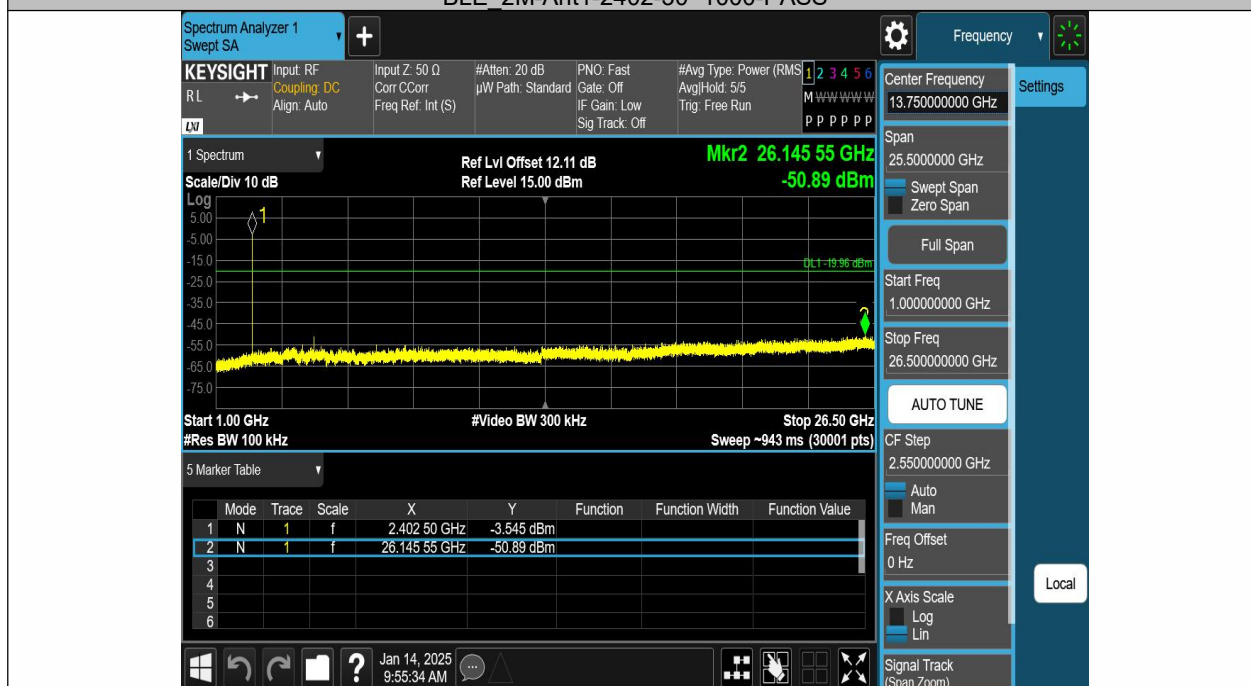 Spectrum Analyzer 1
Swept SA
+
Frequency
KEYSIGHT
RL
LXI
Input: RF
Coupling: DC
Align: Auto
Input Z: 50 Ω
Corr CCorr
Freq Ref: Int (S)
#Atten: 20 dB
µW Path: Standard
PNO: Fast
Gate: Off
IF Gain: Low
Sig Track: Off
#Avg Type: Power (RMS
Avg|Hold: 5/5
Trig: Free Run
1 2 3 4 5 6
M W W W W W
P P P P P P
Center Frequency
13.750000000 GHz
Settings
1 Spectrum
Ref Lvl Offset 12.11 dB
Mkr2 26.145 55 GHz
Scale/Div 10 dB
Ref Level 15.00 dBm
-50.89 dBm
Log
5.00
-5.00
-15.0
-25.0
-35.0
-45.0
-55.0
-65.0
-75.0
1
DL1 -19.96 dBm
Start 1.00 GHz
#Video BW 300 kHz
Stop 26.50 GHz
#Res BW 100 kHz
Sweep ~943 ms (30001 pts)
Span
25.5000000 GHz
Swept Span
Zero Span
Full Span
Start Freq
1.000000000 GHz
Stop Freq
26.500000000 GHz
AUTO TUNE
CF Step
2.550000000 GHz
Auto
Man
Freq Offset
0 Hz
X Axis Scale
Log
Lin
Signal Track
(Span Zoom)
Local
5 Marker Table
Mode Trace Scale X Y Function Function Width Function Value
1 N 1 f 2.402 50 GHz -3.545 dBm
2 N 1 f 26.145 55 GHz -50.89 dBm
3
4
5
6
?
Jan 14, 2025
9:55:34 AM